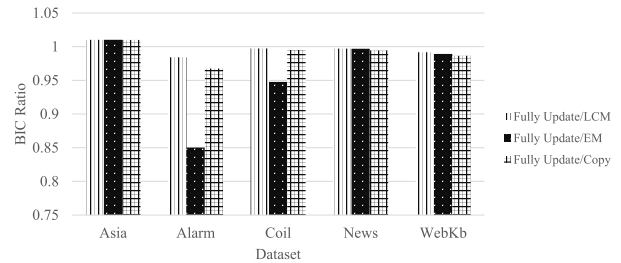 1.05
1
0.95
0.9
0.85
0.8
0.75
BIC Ratio
Asia Alarm Coil News WebKb
Dataset
Fully Update/LCM
Fully Update/EM
Fully Update/Copy